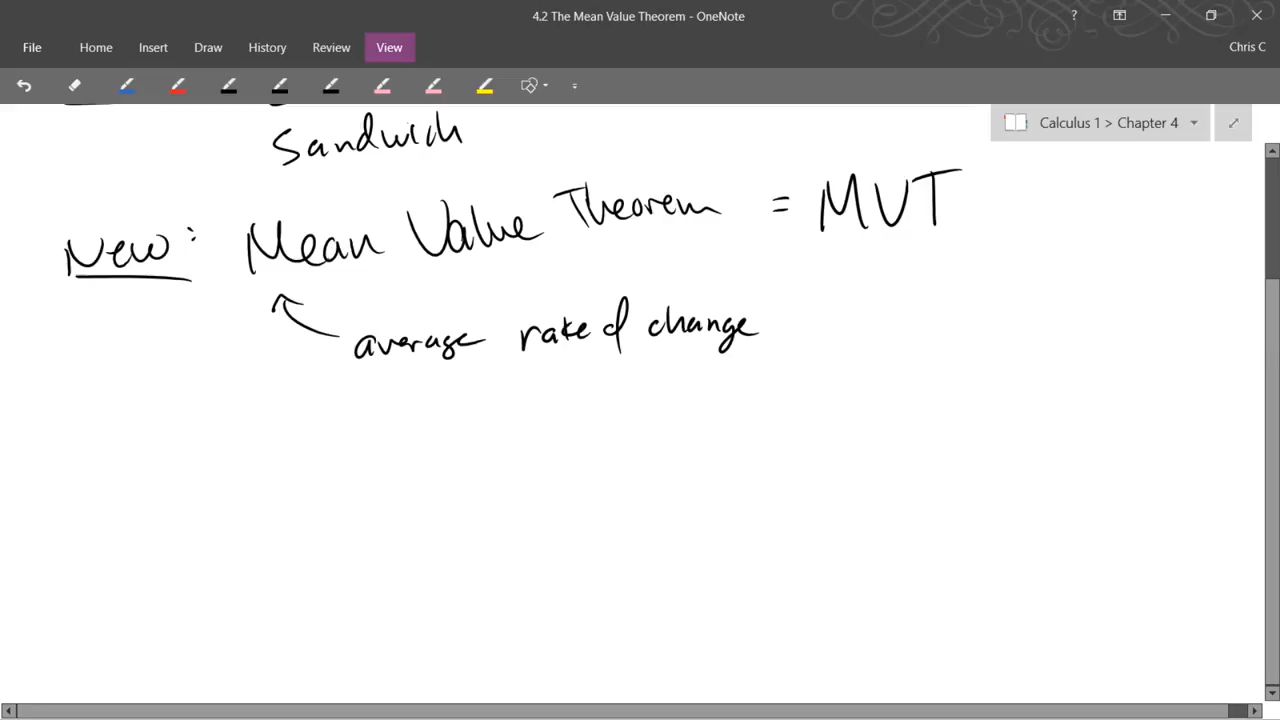 4.2 The Mean Value Theorem - OneNote
?
File Home Insert Draw History Review View
Chris C
Calculus 1 > Chapter 4
Sandwich
New: Mean Value Theorem = MVT
average rate of change